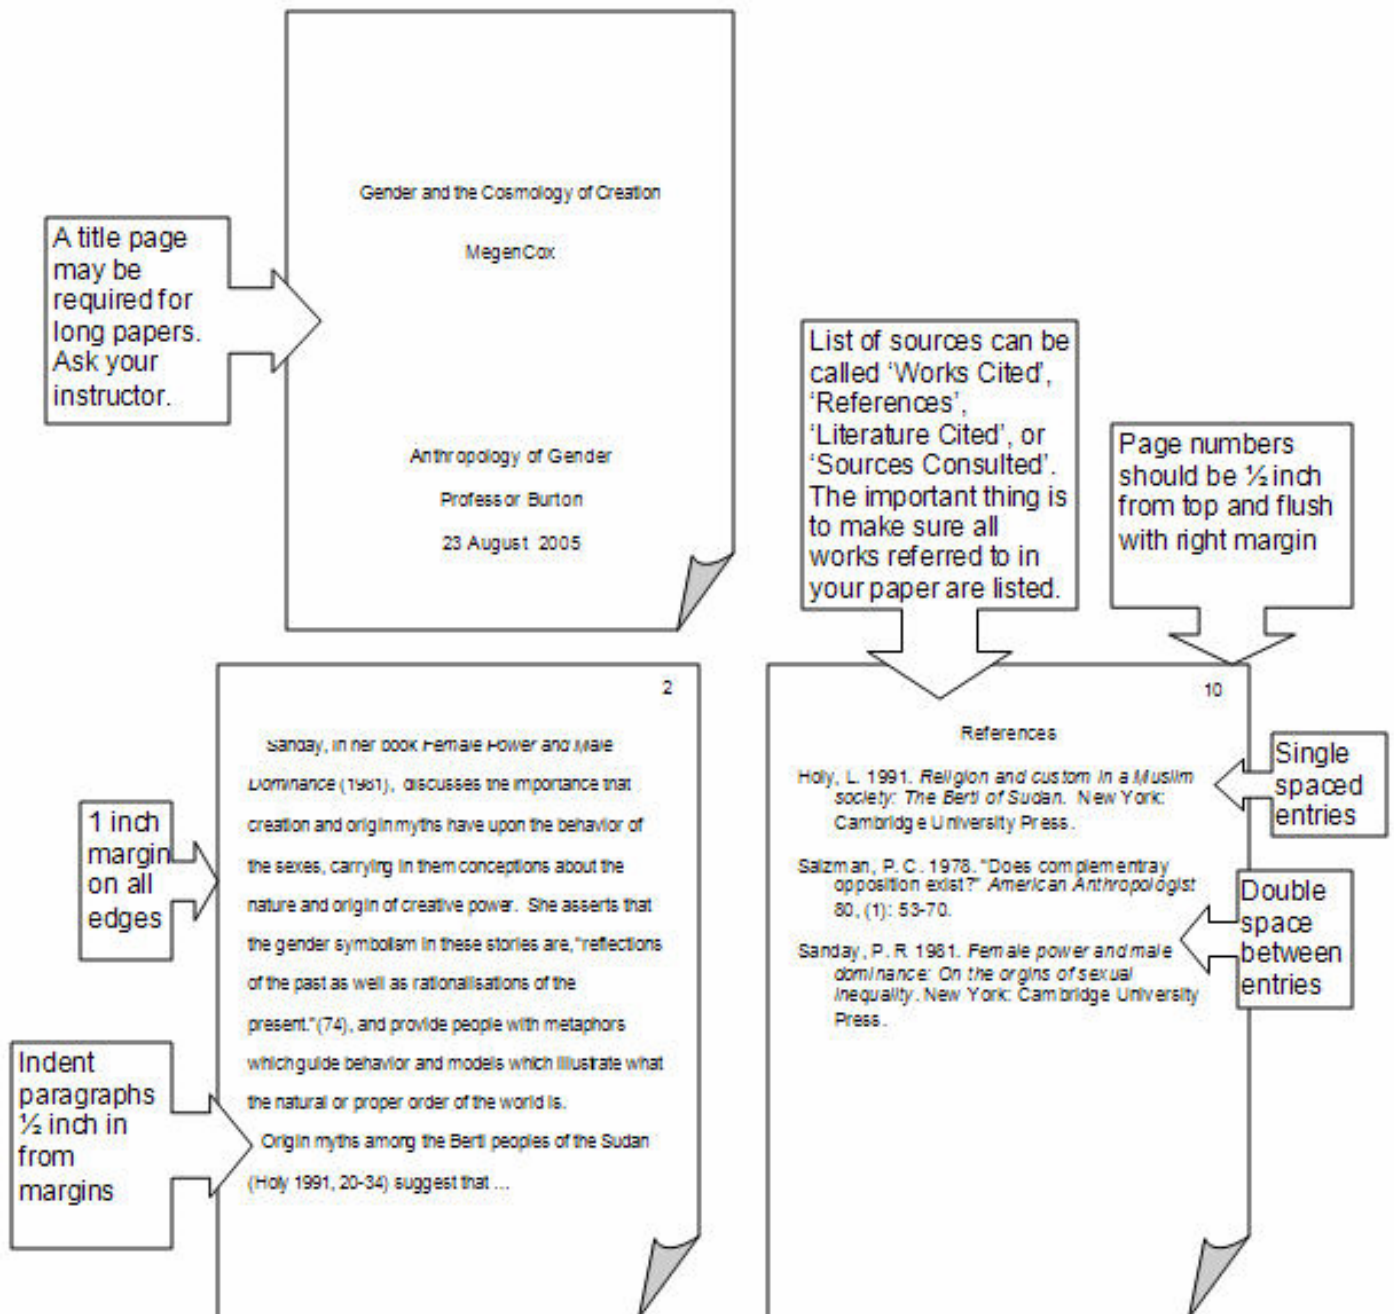 Gender and the Cosmology of Creation
MegenCox
Anthropology of Gender
Professor Burton
23 August 2005
A title page
may be
required for
long papers.
Ask your
instructor.
List of sources can be
called ‘Works Cited’,
‘References’,
‘Literature Cited’, or
‘Sources Consulted’.
The important thing is
to make sure all
works referred to in
your paper are listed.
Page numbers
should be ½ inch
from top and flush
with right margin
2
Sanday, in her book Female Power and Male
Dominance (1981), discusses the importance that
creation and origin myths have upon the behavior of
the sexes, carrying in them conceptions about the
nature and origin of creative power. She asserts that
the gender symbolism in these stories are, "reflections
of the past as well as rationalisations of the
present."(74), and provide people with metaphors
which guide behavior and models which illustrate what
the natural or proper order of the world is.
Origin myths among the Berti peoples of the Sudan
(Holy 1991, 20-34) suggest that ...
1 inch
margin
on all
edges
Indent
paragraphs
½ inch in
from
margins
10
References
Holy, L. 1991. Religion and custom in a Muslim
society: The Berti of Sudan. New York:
Cambridge University Press.
Salzman, P. C. 1978. "Does complementray
opposition exist?" American Anthropologist
80, (1): 53-70.
Sanday, P. R 1981. Female power and male
dominance: On the orgins of sexual
inequality. New York: Cambridge University
Press.
Single
spaced
entries
Double
space
between
entries